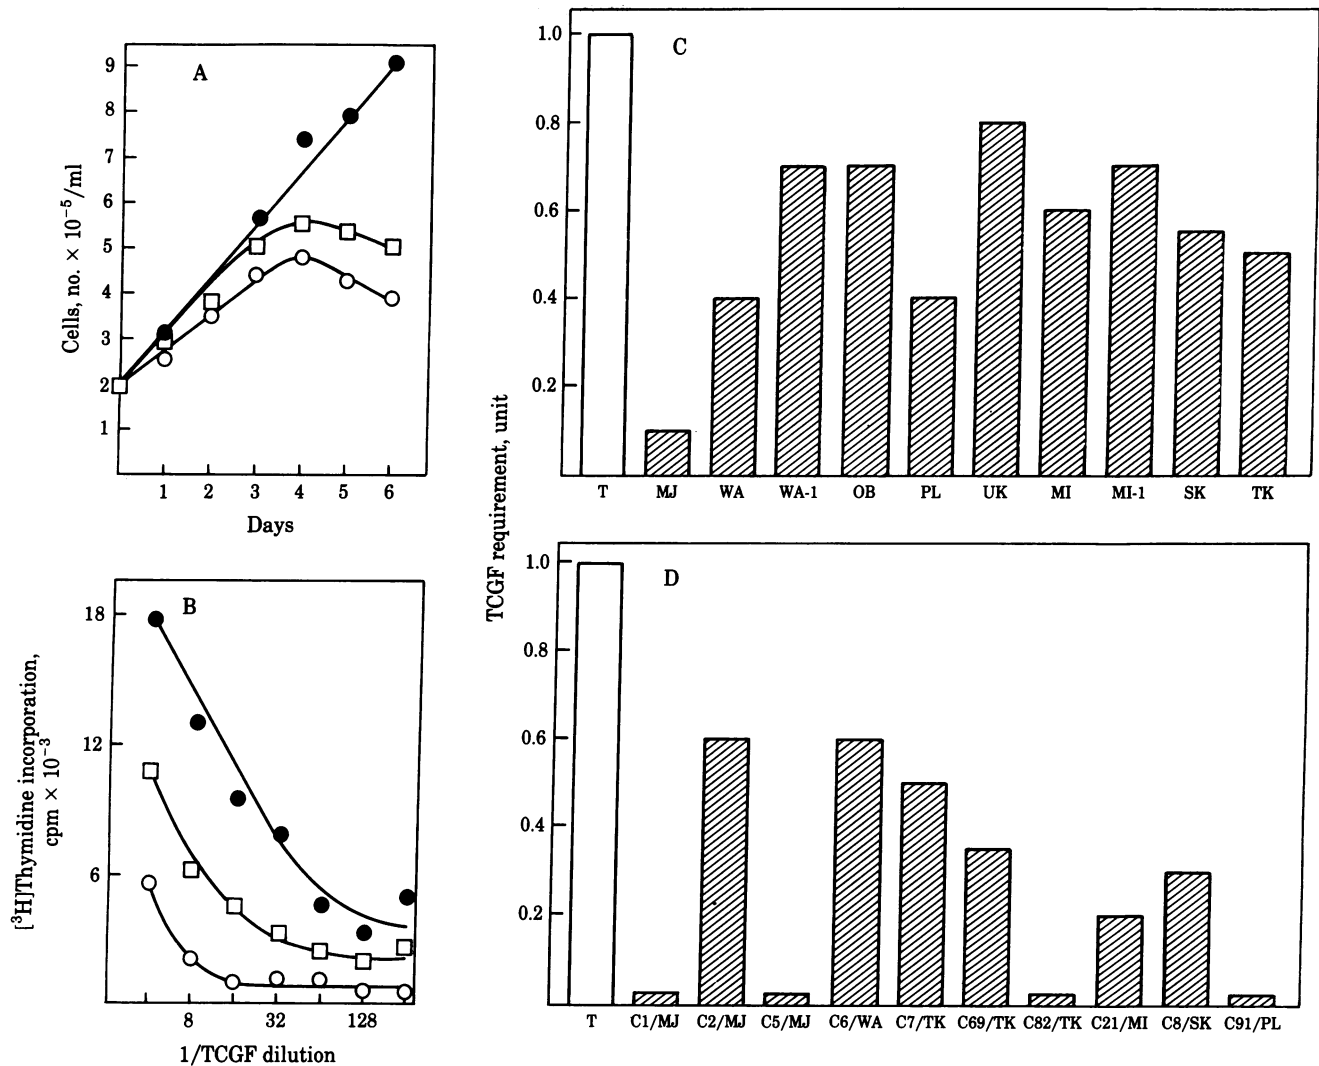 A
9
8
7
6
5
4
3
2
1
Cells, no. × 10⁻⁵/ml
1 2 3 4 5 6
Days
B
18
12
6
[³H]Thymidine incorporation,
cpm × 10⁻³
8 32 128
1/TCGF dilution
C
1.0
0.8
0.6
0.4
0.2
T MJ WA WA-1 OB PL UK MI MI-1 SK TK
TCGF requirement, unit
D
1.0
0.8
0.6
0.4
0.2
T C1/MJ C2/MJ C5/MJ C6/WA C7/TK C69/TK C82/TK C21/MI C8/SK C91/PL